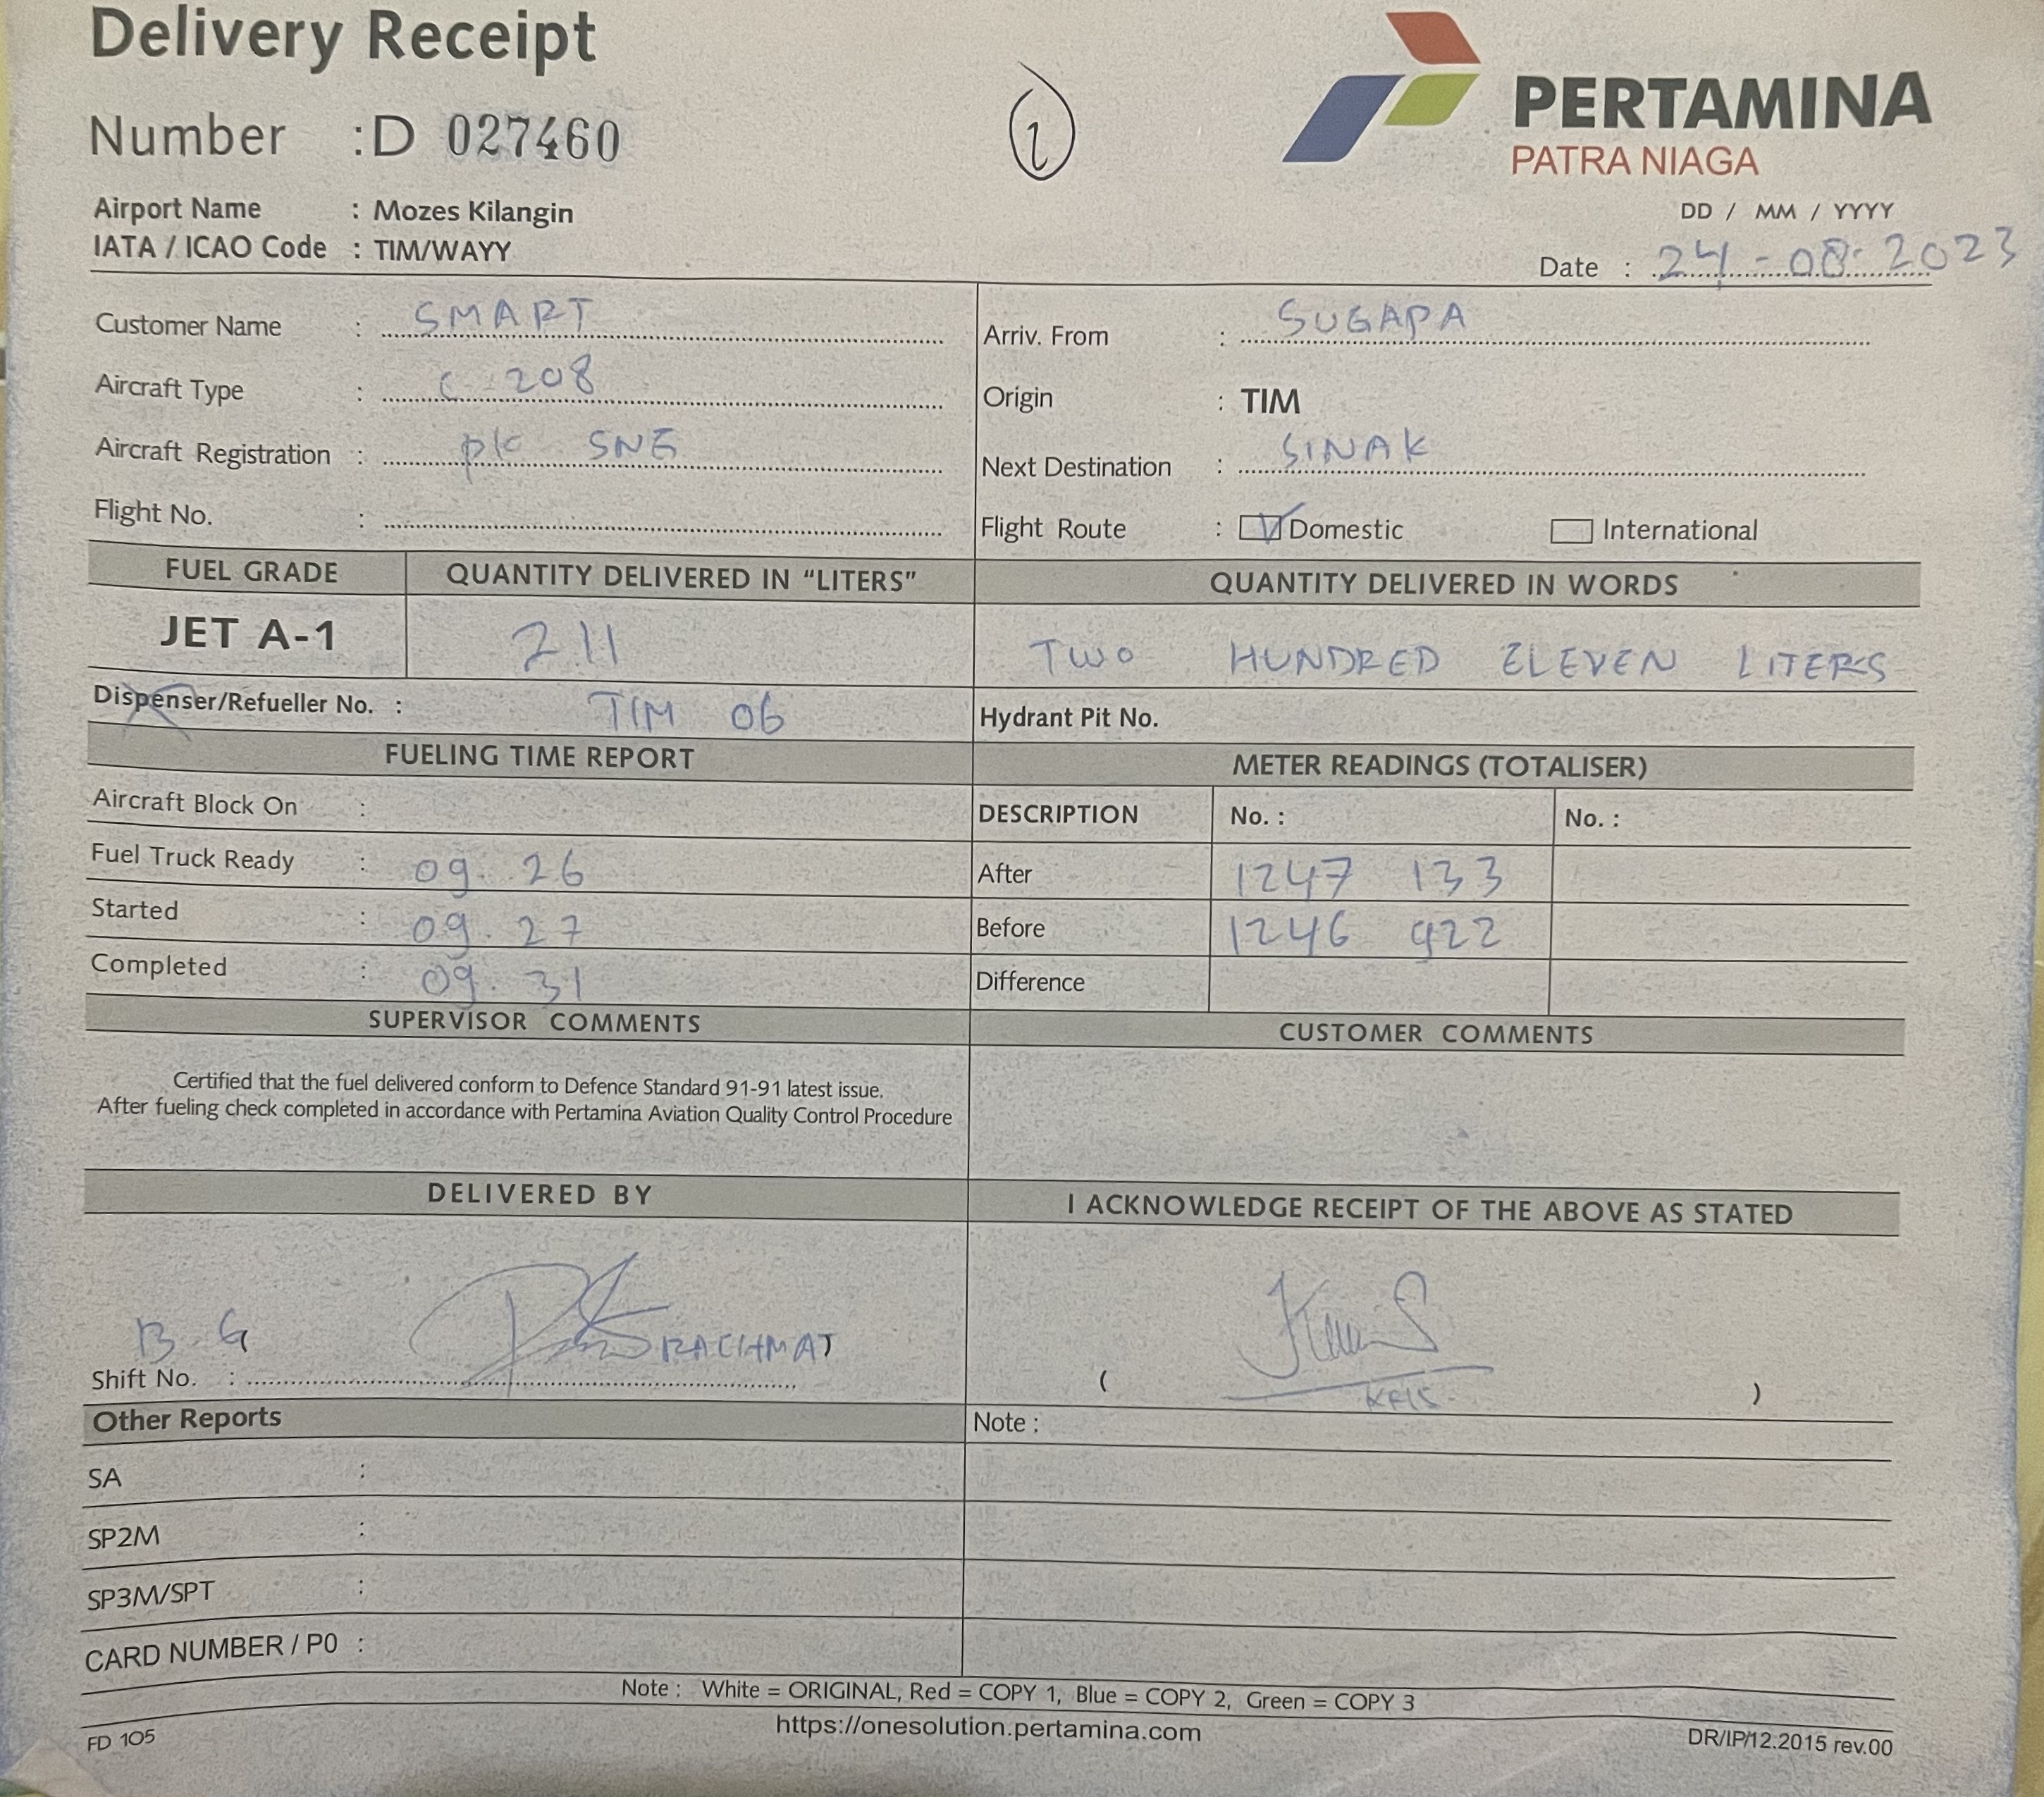 Delivery Receipt
Number :D 027460
PERTAMINA
PATRA NIAGA
Airport Name : Mozes Kilangin
IATA / ICAO Code : TIM/WAYY
DD / MM / YYYY
Date : 24-08-2023
Customer Name : SMART
Arriv. From : SUGAPA
Aircraft Type : C 208
Origin : TIM
Aircraft Registration : pk SNE
Next Destination : SINAK
Flight No. :
Flight Route : Domestic International
FUEL GRADE QUANTITY DELIVERED IN “LITERS” QUANTITY DELIVERED IN WORDS
JET A-1 211 TWO HUNDRED ELEVEN LITERS
Dispenser/Refueller No. : TIM 06 Hydrant Pit No.
FUELING TIME REPORT METER READINGS (TOTALISER)
Aircraft Block On : DESCRIPTION No. : No. :
Fuel Truck Ready : 09.26 After 1247 133
Started : 09.27 Before 1246 922
Completed : 09.31 Difference
SUPERVISOR COMMENTS CUSTOMER COMMENTS
Certified that the fuel delivered conform to Defence Standard 91-91 latest issue.
After fueling check completed in accordance with Pertamina Aviation Quality Control Procedure
DELIVERED BY I ACKNOWLEDGE RECEIPT OF THE ABOVE AS STATED
B.G RACHMAT
Shift No. : ( )
Other Reports Note :
SA :
SP2M :
SP3M/SPT :
CARD NUMBER / P0 :
Note : White = ORIGINAL, Red = COPY 1, Blue = COPY 2, Green = COPY 3
https://onesolution.pertamina.com
FD 105
DR/IP/12.2015 rev.00